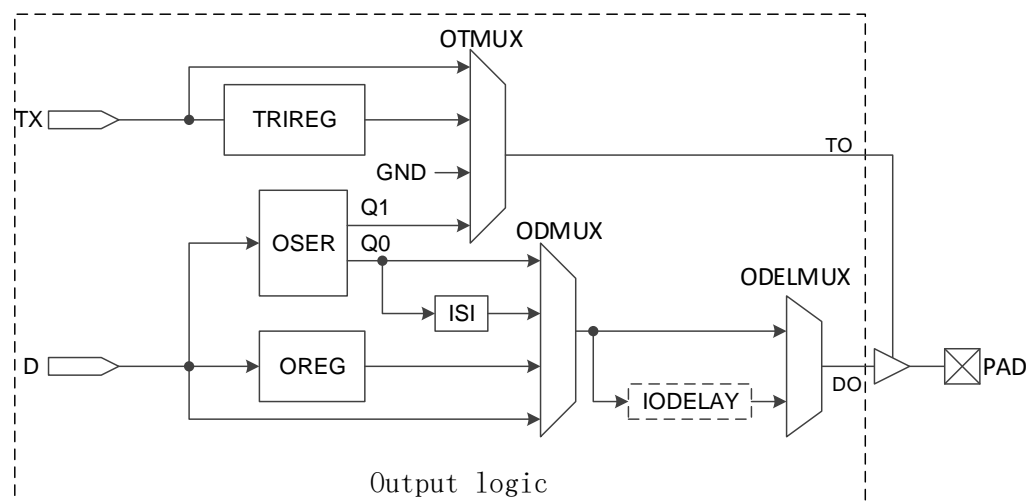 OTMUX
TX
TRIREG
TO
GND
Q1
OSER
Q0
ODMUX
ODELMUX
ISI
D
OREG
DO
PAD
IODELAY
Output logic